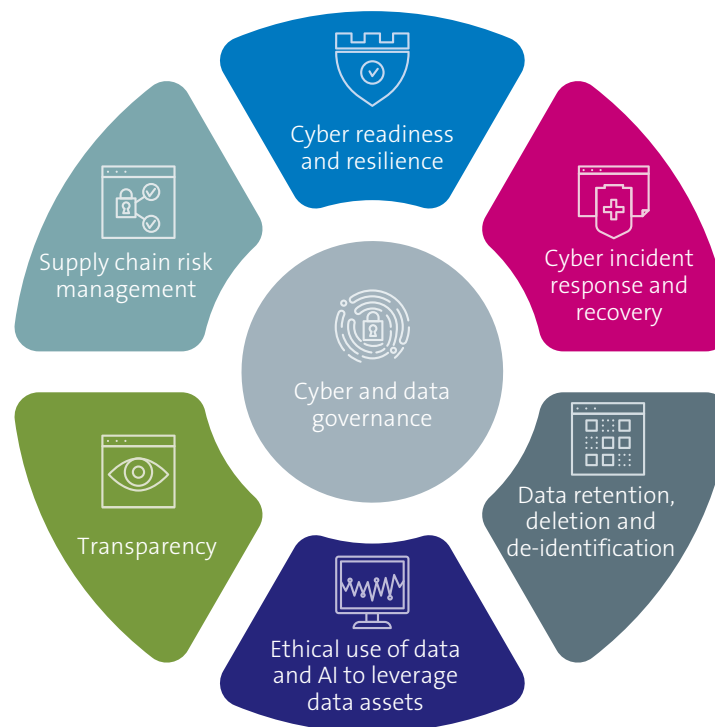 Cyber readiness
and resilience
Cyber incident
response and
recovery
Data retention,
deletion and
de-identification
Ethical use of data
and AI to leverage
data assets
Transparency
Supply chain risk
management
Cyber and data
governance